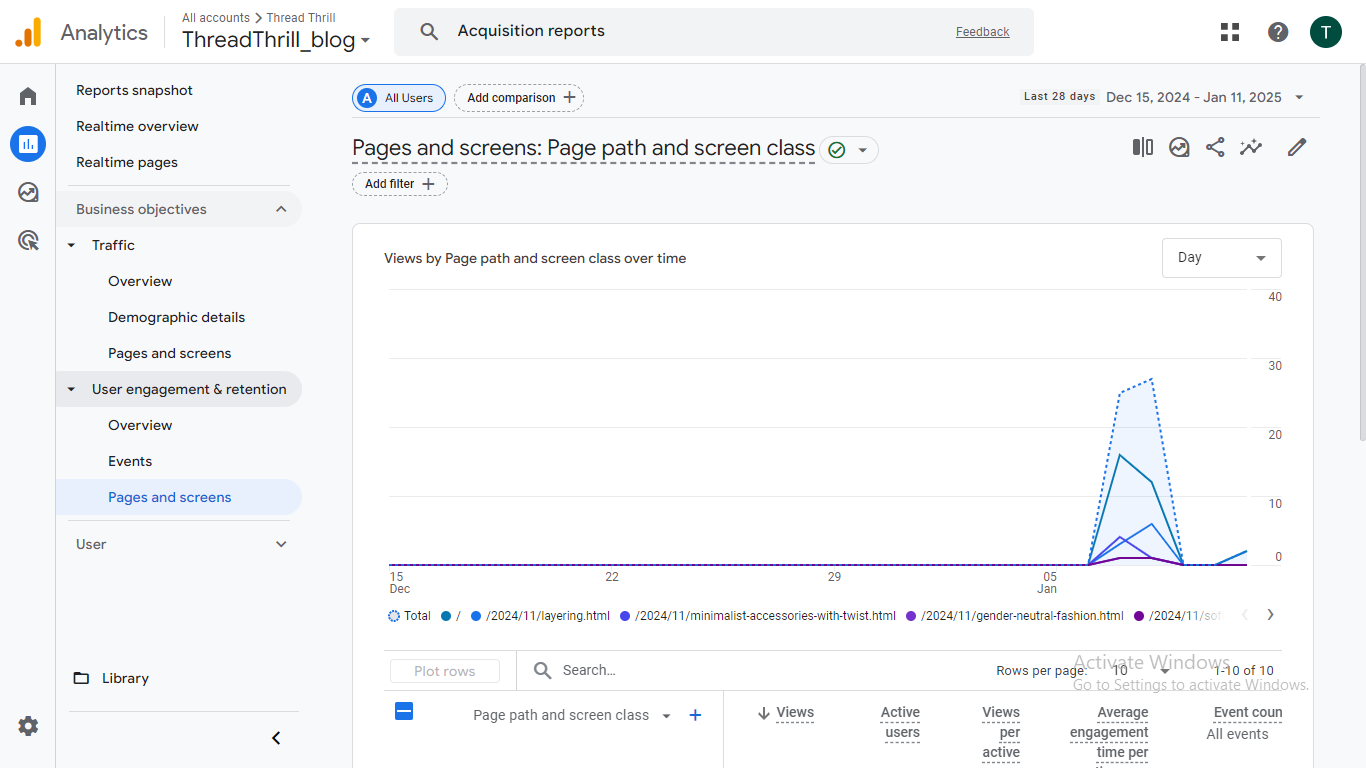 Analytics
All accounts > Thread Thrill
ThreadThrill_blog
Acquisition reports
Feedback
T
Reports snapshot
Realtime overview
Realtime pages
Business objectives
Traffic
Overview
Demographic details
Pages and screens
User engagement & retention
Overview
Events
Pages and screens
User
Library
A All Users
Add comparison +
Last 28 days Dec 15, 2024 - Jan 11, 2025
Pages and screens: Page path and screen class
Add filter +
Views by Page path and screen class over time
Day
40
30
20
10
0
15 22 29 05
Dec Jan
Total / /2024/11/layering.html /2024/11/minimalist-accessories-with-twist.html /2024/11/gender-neutral-fashion.html /2024/11/sof
Plot rows
Search...
Rows per page: 10 1-10 of 10
Activate Windows
Go to Settings to activate Windows.
Page path and screen class +
Views
Active
users
Views
per
active
Average
engagement
time per
Event coun
All events